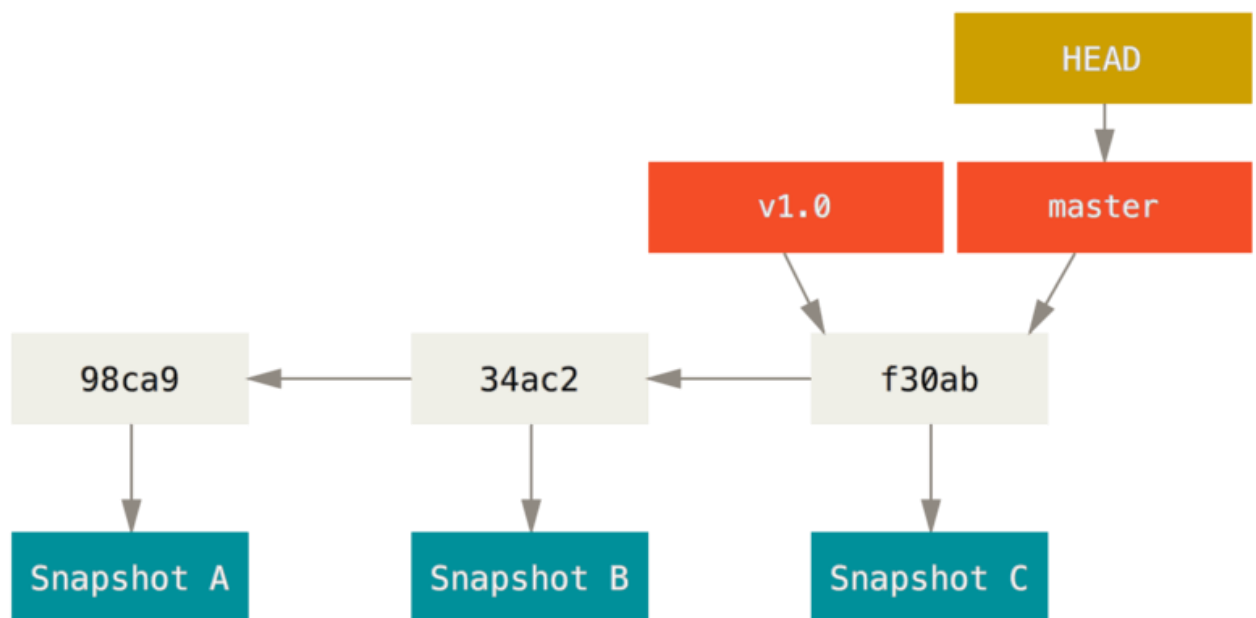 HEAD
v1.0
master
98ca9
34ac2
f30ab
Snapshot A
Snapshot B
Snapshot C